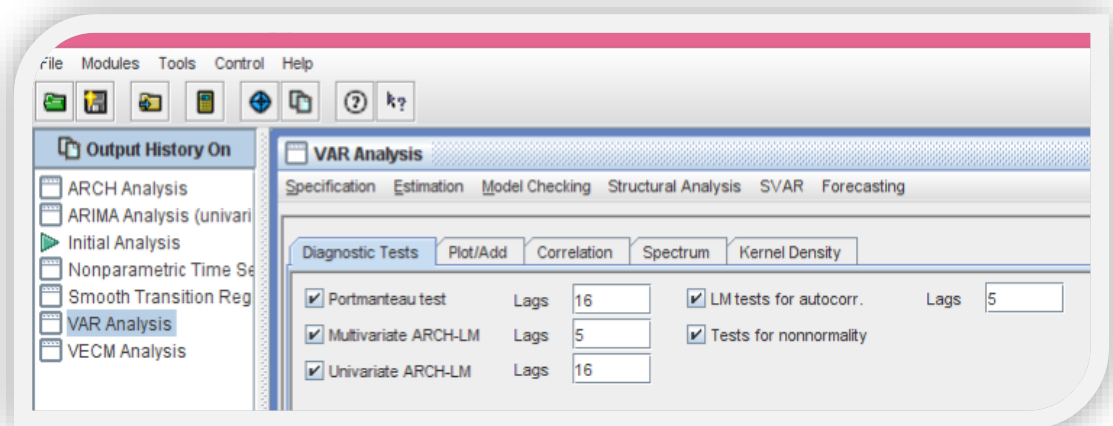 File Modules Tools Control Help
Output History On
ARCH Analysis
ARIMA Analysis (univari
Initial Analysis
Nonparametric Time Se
Smooth Transition Reg
VAR Analysis
VECM Analysis
VAR Analysis
Specification Estimation Model Checking Structural Analysis SVAR Forecasting
Diagnostic Tests Plot/Add Correlation Spectrum Kernel Density
Portmanteau test Lags 16 LM tests for autocorr. Lags 5
Multivariate ARCH-LM Lags 5 Tests for nonnormality
Univariate ARCH-LM Lags 16